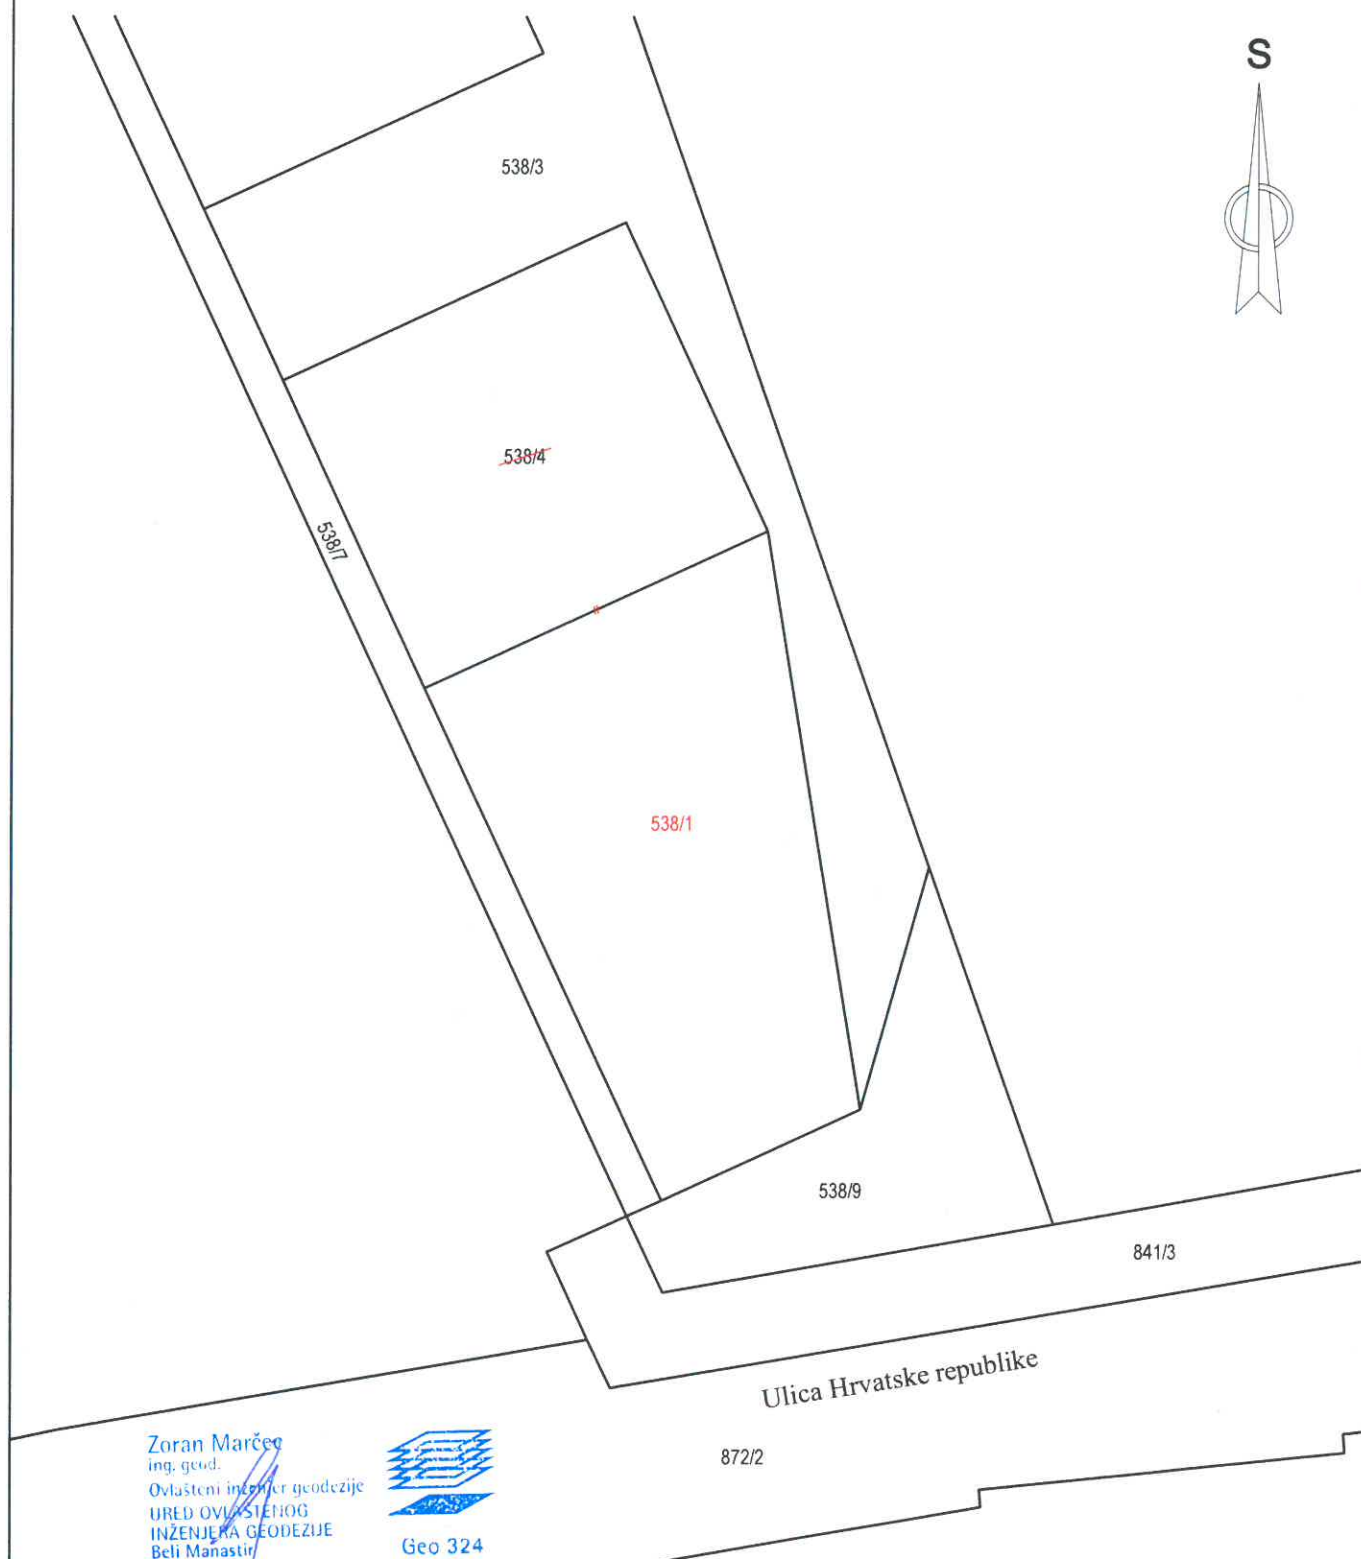 S
538/3
538/4
538/7
538/1
538/9
841/3
Ulica Hrvatske republike
872/2
Zoran Marčec
ing. geod.
Ovlašteni inženjer geodezije
URED OVLAŠTENOG
INŽENJERA GEODEZIJE
Beli Manastir
Geo 324